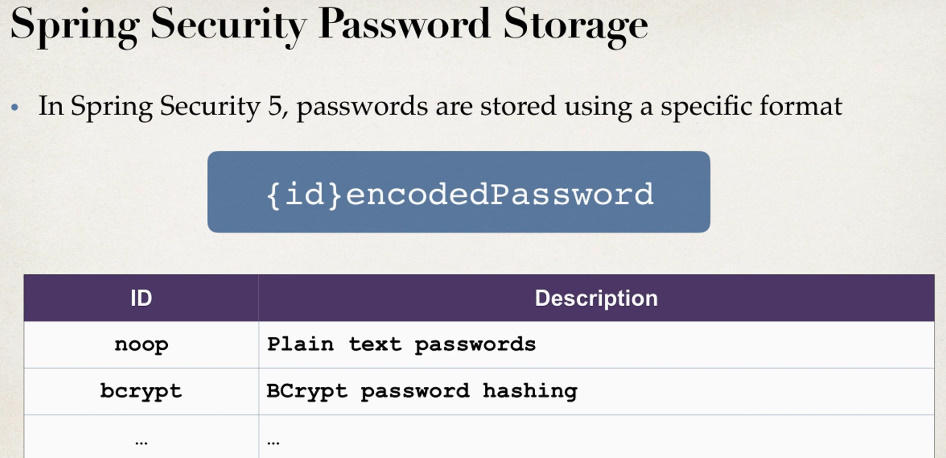 Spring Security Password Storage
• In Spring Security 5, passwords are stored using a specific format
{id}encodedPassword
ID Description
noop Plain text passwords
bcrypt BCrypt password hashing
... ...